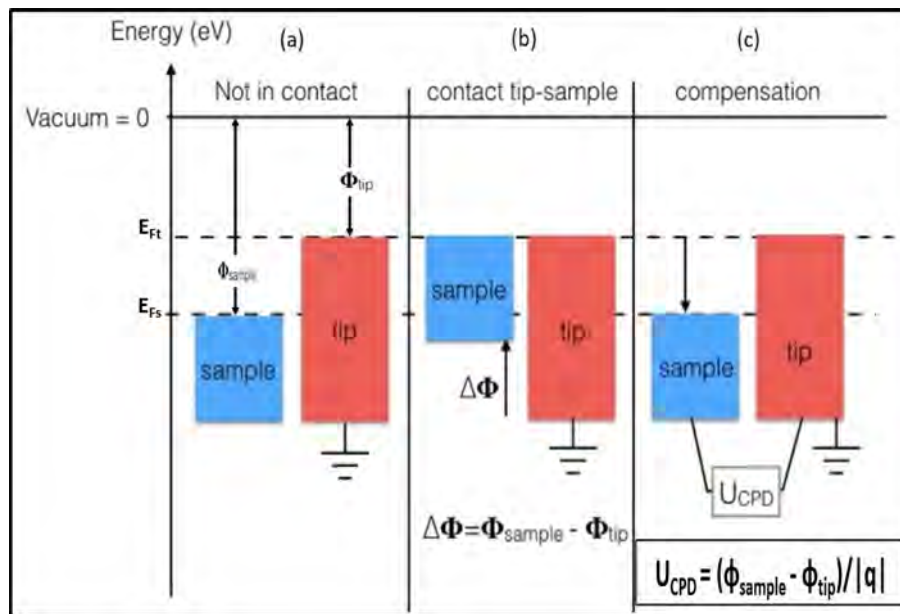 Energy (eV)
(a)
(b)
(c)
Not in contact
contact tip-sample
compensation
Vacuum = 0
Φtip
EFt
Φsample
EFs
sample
tip
sample
tip
ΔΦ
sample
tip
UCPD
ΔΦ=Φsample - Φtip
UCPD = (ϕsample - ϕtip)/|q|